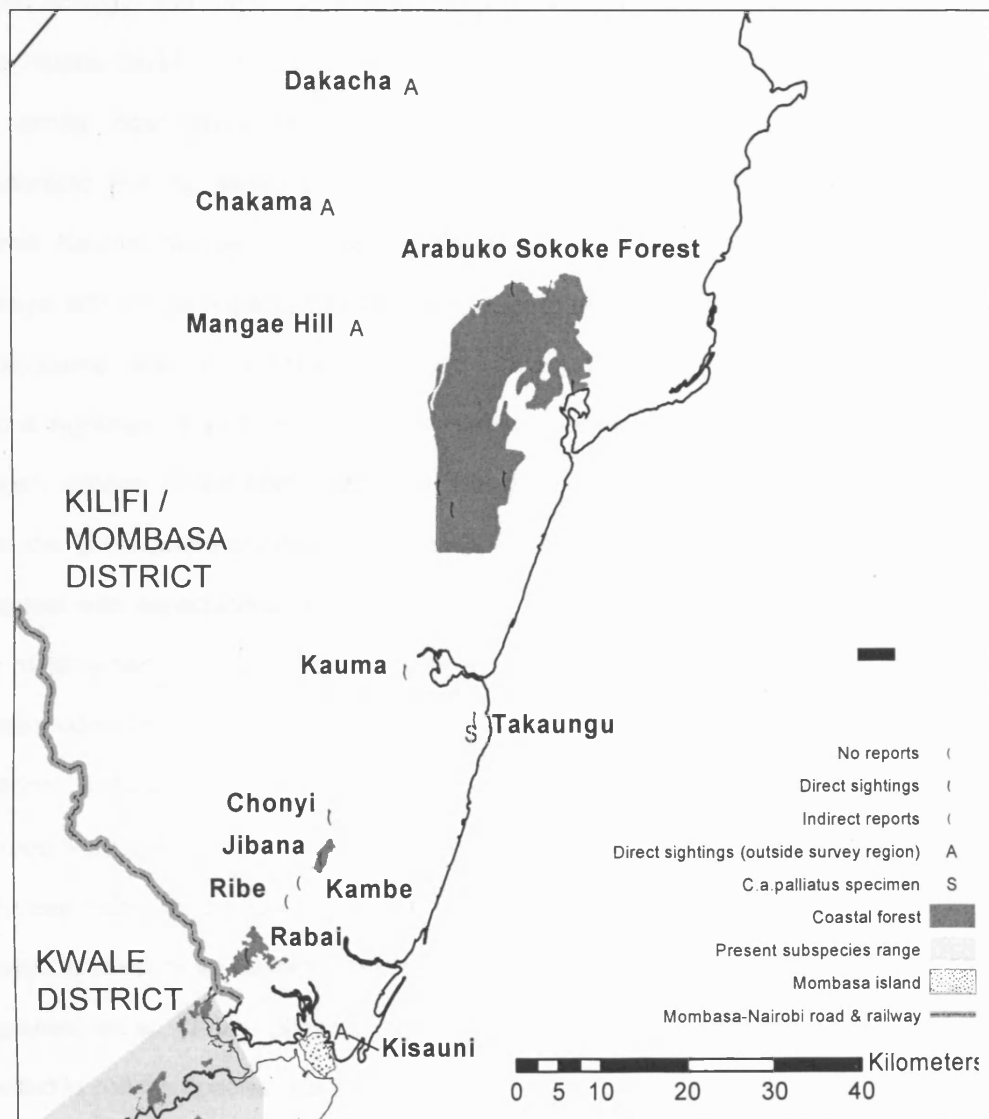 Dakacha A
Chakama A
Arabuko Sokoke Forest
Mangae Hill A
KILIFI /
MOMBASA
DISTRICT
Kauma
Takaungu
S
Chonyi
Jibana
Ribe
Kambe
Rabai
KWALE
DISTRICT
A
Kisauni
No reports
Direct sightings
Indirect reports
Direct sightings (outside survey region) A
C.a.palliatus specimen S
Coastal forest
Present subspecies range
Mombasa island
Mombasa-Nairobi road & railway
Kilometers
0 5 10 20 30 40